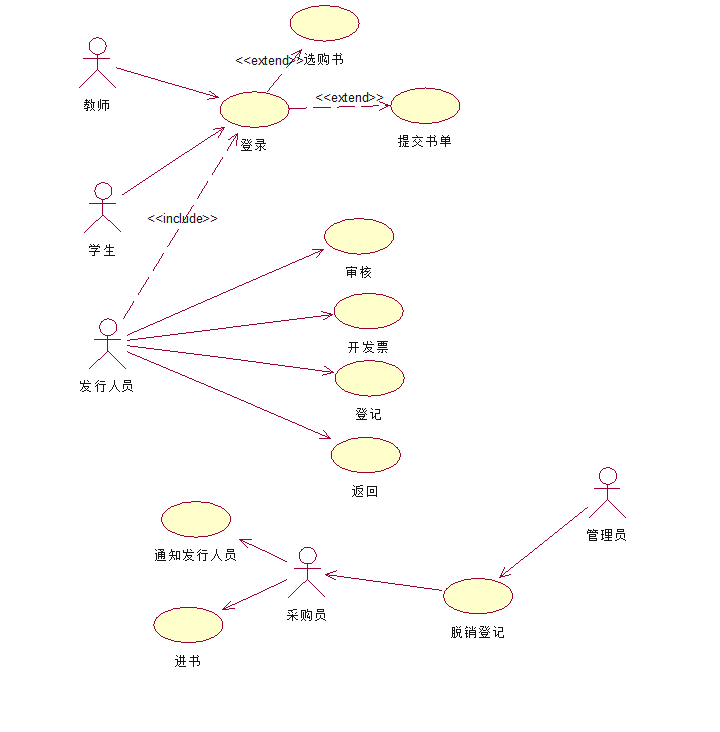 <<extend>>
选购书
教师
<<extend>>
登录
提交书单
学生
<<include>>
审核
发行人员
开发票
登记
返回
管理员
通知发行人员
采购员
脱销登记
进书